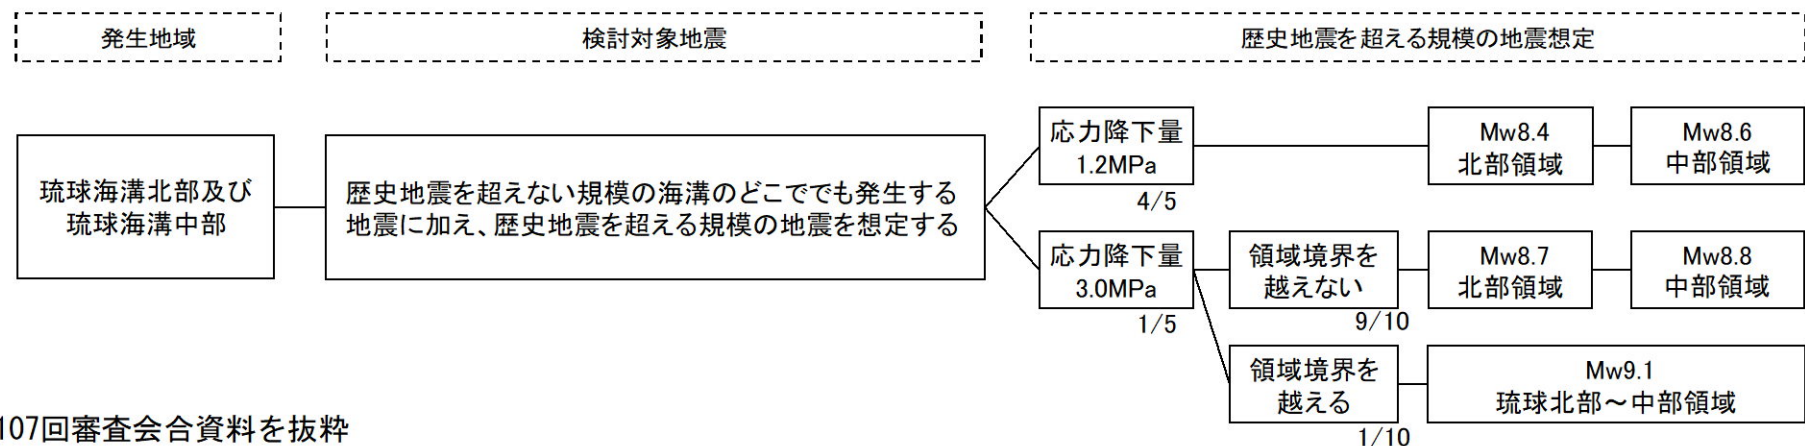 発生地域
検討対象地震
歴史地震を超える規模の地震想定
琉球海溝北部及び
琉球海溝中部
歴史地震を超えない規模の海溝のどこででも発生する
地震に加え、歴史地震を超える規模の地震を想定する
応力降下量
1.2MPa
4/5
Mw8.4
北部領域
Mw8.6
中部領域
応力降下量
3.0MPa
1/5
領域境界を
越えない
9/10
Mw8.7
北部領域
Mw8.8
中部領域
領域境界を
越える
1/10
Mw9.1
琉球北部～中部領域
107回審査会合資料を抜粋